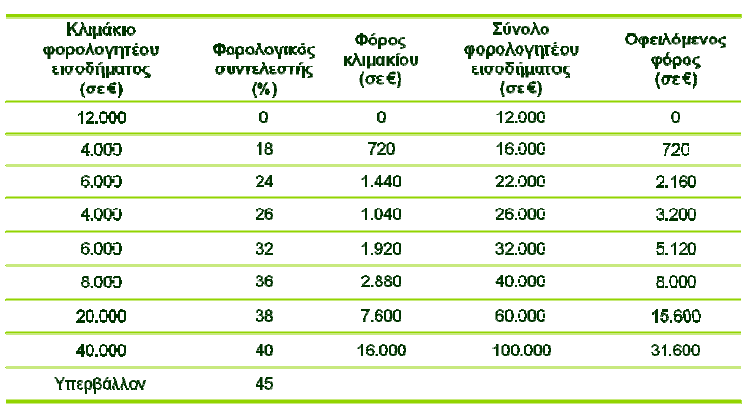 Κλιμάκιο φορολογητέου εισοδήματος (σε €) Φορολογικός συντελεστής (%) Φόρος κλιμακίου (σε €) Σύνολο φορολογητέου εισοδήματος (σε €) Οφειλόμενος φόρος (σε €)
12.000 0 0 12.000 0
4.000 18 720 16.000 720
6.000 24 1.440 22.000 2.160
4.000 26 1.040 26.000 3.200
6.000 32 1.920 32.000 5.120
8.000 36 2.880 40.000 8.000
20.000 38 7.600 60.000 15.600
40.000 40 16.000 100.000 31.600
Υπερβάλλον 45